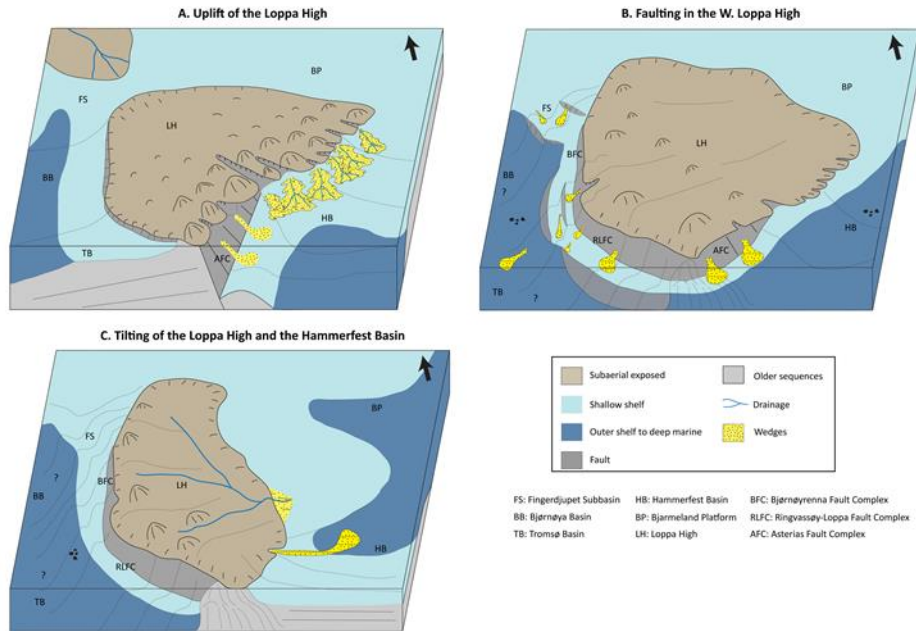 A. Uplift of the Loppa High
BP
FS
LH
BB
HB
TB
AFC
B. Faulting in the W. Loppa High
BP
FS
BFC
LH
BB
?
HB
RLFC
AFC
TB
?
C. Tilting of the Loppa High and the Hammerfest Basin
BP
FS
?
BFC
LH
BB
HB
RLFC
?
TB
Subaerial exposed
Older sequences
Shallow shelf
Drainage
Outer shelf to deep marine
Wedges
Fault
FS: Fingerdjupet Subbasin
HB: Hammerfest Basin
BFC: Bjørnøyrenna Fault Complex
BB: Bjørnøya Basin
BP: Bjarmeland Platform
RLFC: Ringvassøy-Loppa Fault Complex
TB: Tromsø Basin
LH: Loppa High
AFC: Asterias Fault Complex